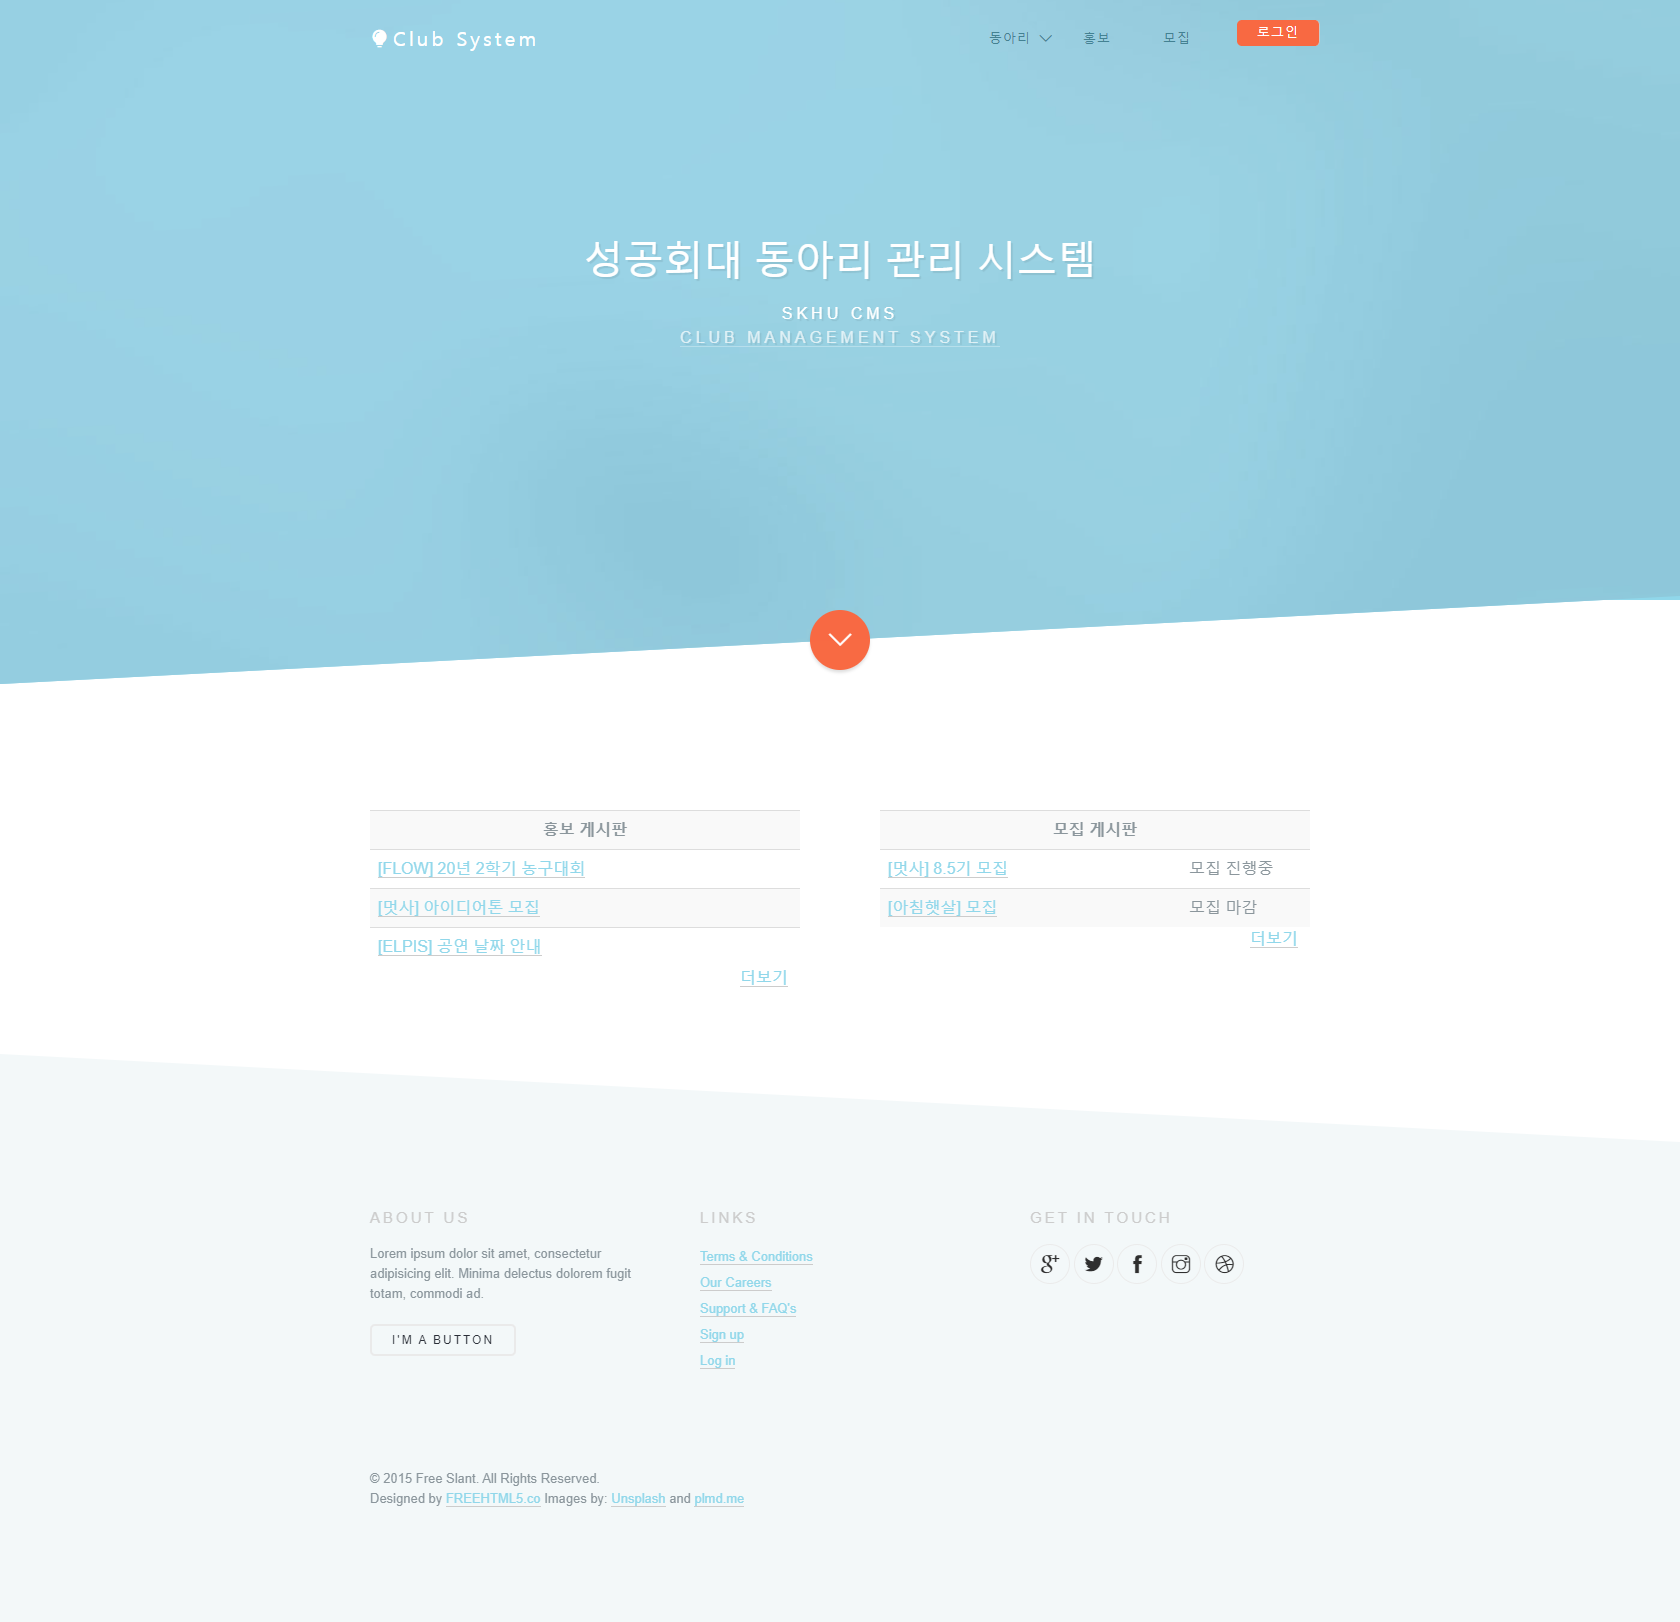 Club System
동아리
홍보
모집
로그인
성공회대 동아리 관리 시스템
SKHU CMS
CLUB MANAGEMENT SYSTEM
홍보 게시판
[FLOW] 20년 2학기 농구대회
[멋사] 아이디어톤 모집
[ELPIS] 공연 날짜 안내
더보기
모집 게시판
[멋사] 8.5기 모집 모집 진행중
[아침햇살] 모집 모집 마감
더보기
ABOUT US
Lorem ipsum dolor sit amet, consectetur
adipisicing elit. Minima delectus dolorem fugit
totam, commodi ad.
I'M A BUTTON
LINKS
Terms & Conditions
Our Careers
Support & FAQ's
Sign up
Log in
GET IN TOUCH
© 2015 Free Slant. All Rights Reserved.
Designed by FREEHTML5.co Images by: Unsplash and plmd.me